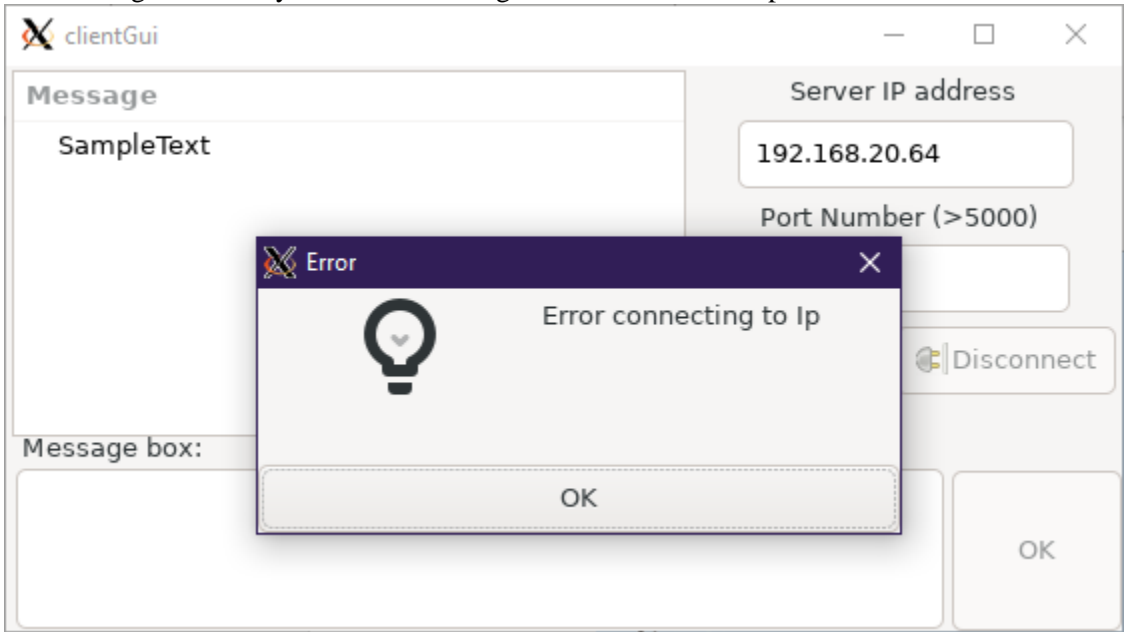 clientGui
Message
SampleText
Server IP address
192.168.20.64
Port Number (>5000)
Error
Error connecting to Ip
OK
Disconnect
Message box:
OK